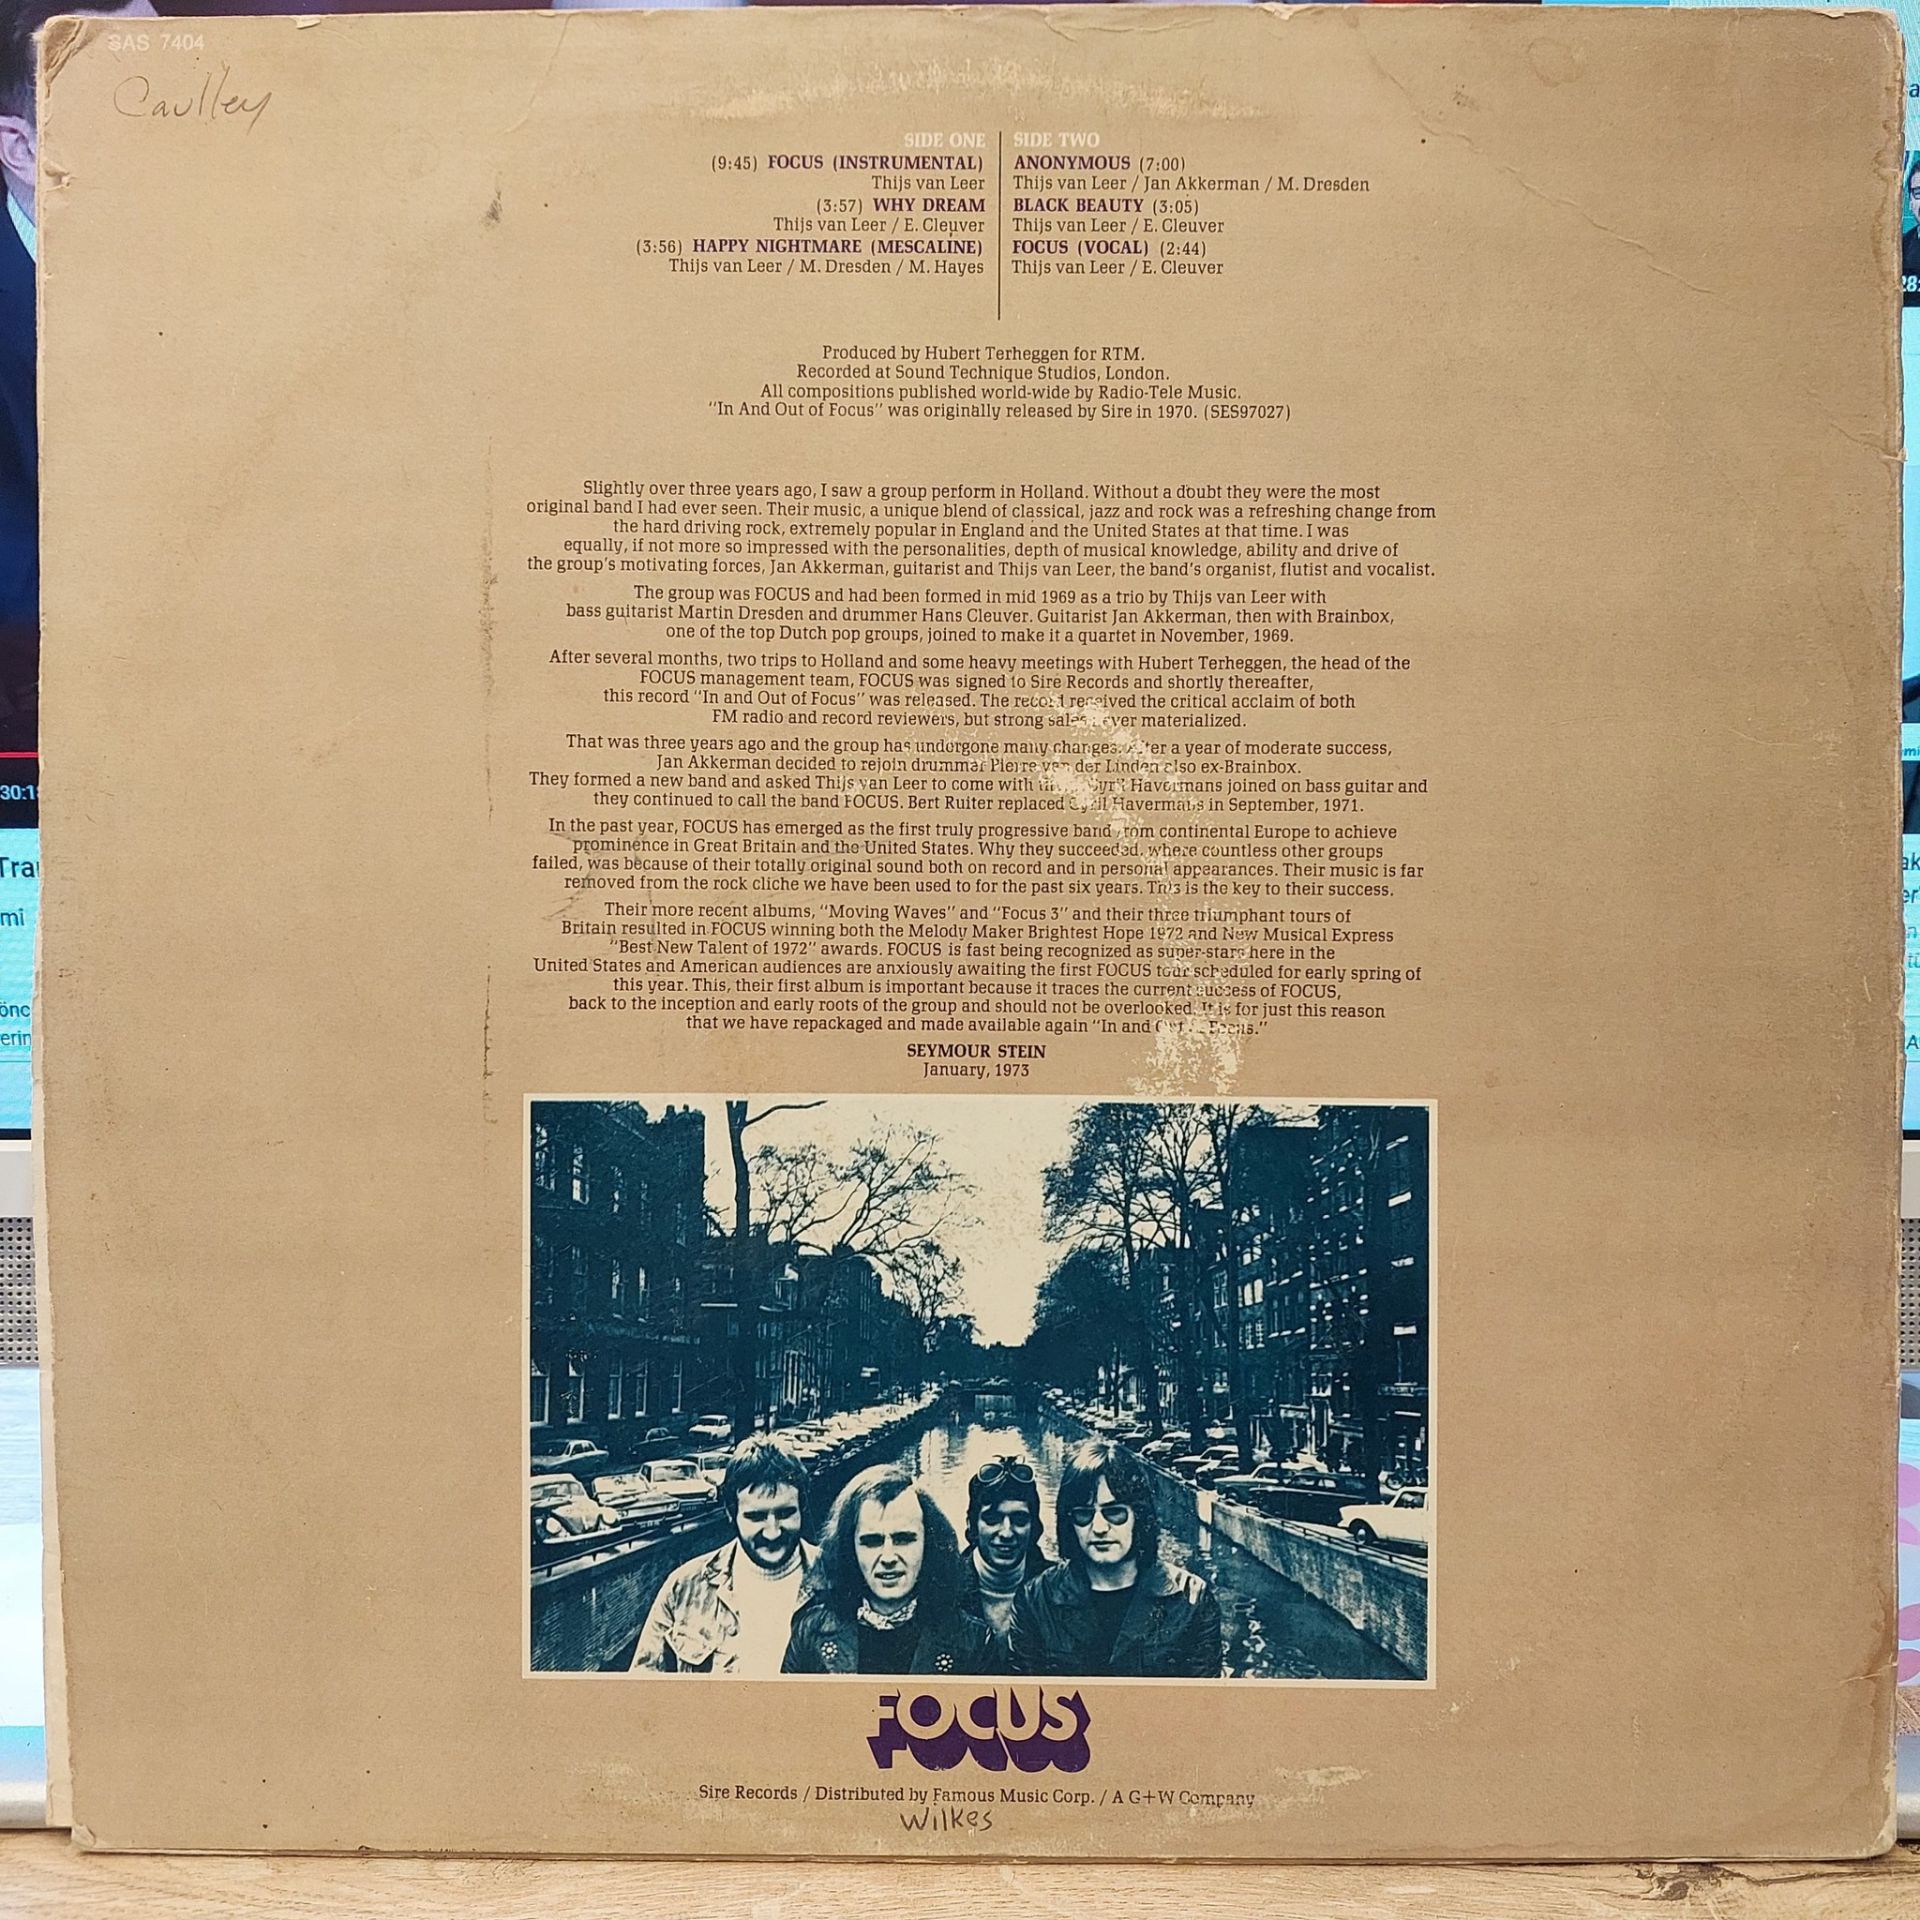 SAS 7404
Caulley
SIDE ONE
(9:45) FOCUS (INSTRUMENTAL)
Thijs van Leer
(3:57) WHY DREAM
Thijs van Leer / E. Cleuver
(3:56) HAPPY NIGHTMARE (MESCALINE)
Thijs van Leer / M. Dresden / M. Hayes
SIDE TWO
ANONYMOUS (7:00)
Thijs van Leer / Jan Akkerman / M. Dresden
BLACK BEAUTY (3:05)
Thijs van Leer / E. Cleuver
FOCUS (VOCAL) (2:44)
Thijs van Leer / E. Cleuver
Produced by Hubert Terheggen for RTM.
Recorded at Sound Technique Studios, London.
All compositions published world-wide by Radio-Tele Music.
"In And Out of Focus" was originally released by Sire in 1970. (SES97027)
Slightly over three years ago, I saw a group perform in Holland. Without a doubt they were the most
original band I had ever seen. Their music, a unique blend of classical, jazz and rock was a refreshing change from
the hard driving rock, extremely popular in England and the United States at that time. I was
equally, if not more so impressed with the personalities, depth of musical knowledge, ability and drive of
the group's motivating forces, Jan Akkerman, guitarist and Thijs van Leer, the band's organist, flutist and vocalist.
The group was FOCUS and had been formed in mid 1969 as a trio by Thijs van Leer with
bass guitarist Martin Dresden and drummer Hans Cleuver. Guitarist Jan Akkerman, then with Brainbox,
one of the top Dutch pop groups, joined to make it a quartet in November, 1969.
After several months, two trips to Holland and some heavy meetings with Hubert Terheggen, the head of the
FOCUS management team, FOCUS was signed to Sire Records and shortly thereafter,
this record "In and Out of Focus" was released. The record received the critical acclaim of both
FM radio and record reviewers, but strong sales never materialized.
That was three years ago and the group has undergone many changes. After a year of moderate success,
Jan Akkerman decided to rejoin drummer Pierre van der Linden also ex-Brainbox.
They formed a new band and asked Thijs van Leer to come with Cyril Havermans joined on bass guitar and
they continued to call the band FOCUS. Bert Ruiter replaced Cyril Havermans in September, 1971.
In the past year, FOCUS has emerged as the first truly progressive band from continental Europe to achieve
prominence in Great Britain and the United States. Why they succeeded, where countless other groups
failed, was because of their totally original sound both on record and in personal appearances. Their music is far
removed from the rock cliche we have been used to for the past six years. This is the key to their success.
Their more recent albums, "Moving Waves" and "Focus 3" and their three triumphant tours of
Britain resulted in FOCUS winning both the Melody Maker Brightest Hope 1972 and New Musical Express
"Best New Talent of 1972" awards. FOCUS is fast being recognized as super-stars here in the
United States and American audiences are anxiously awaiting the first FOCUS tour scheduled for early spring of
this year. This, their first album is important because it traces the current success of FOCUS,
back to the inception and early roots of the group and should not be overlooked. It is for just this reason
that we have repackaged and made available again "In and Out of Focus."
SEYMOUR STEIN
January, 1973
FOCUS
Sire Records / Distributed by Famous Music Corp. / A G+W Company
Wilkes